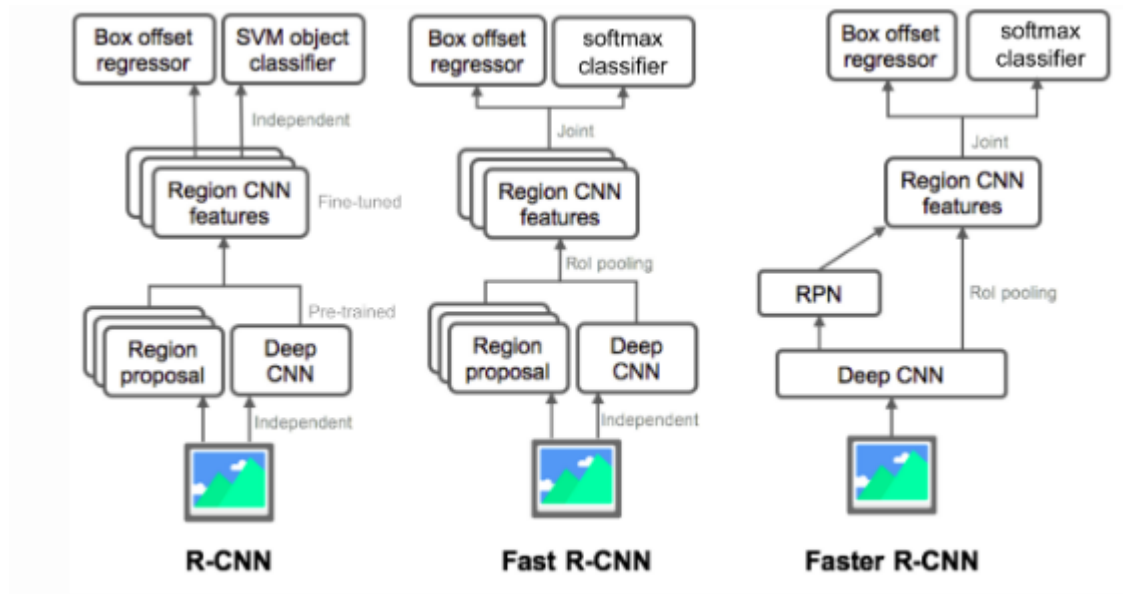 Box offset
regressor
SVM object
classifier
Independent
Region CNN
features
Fine-tuned
Pre-trained
Region
proposal
Deep
CNN
Independent
R-CNN
Box offset
regressor
softmax
classifier
Joint
Region CNN
features
RoI pooling
Region
proposal
Deep
CNN
Independent
Fast R-CNN
Box offset
regressor
softmax
classifier
Joint
Region CNN
features
RPN
RoI pooling
Deep CNN
Faster R-CNN